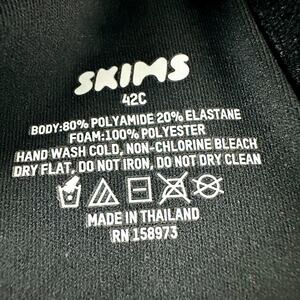 SKIMS
42C
BODY:80% POLYAMIDE 20% ELASTANE
FOAM:100% POLYESTER
HAND WASH COLD, NON-CHLORINE BLEACH
DRY FLAT, DO NOT IRON, DO NOT DRY CLEAN
MADE IN THAILAND
RN 158973